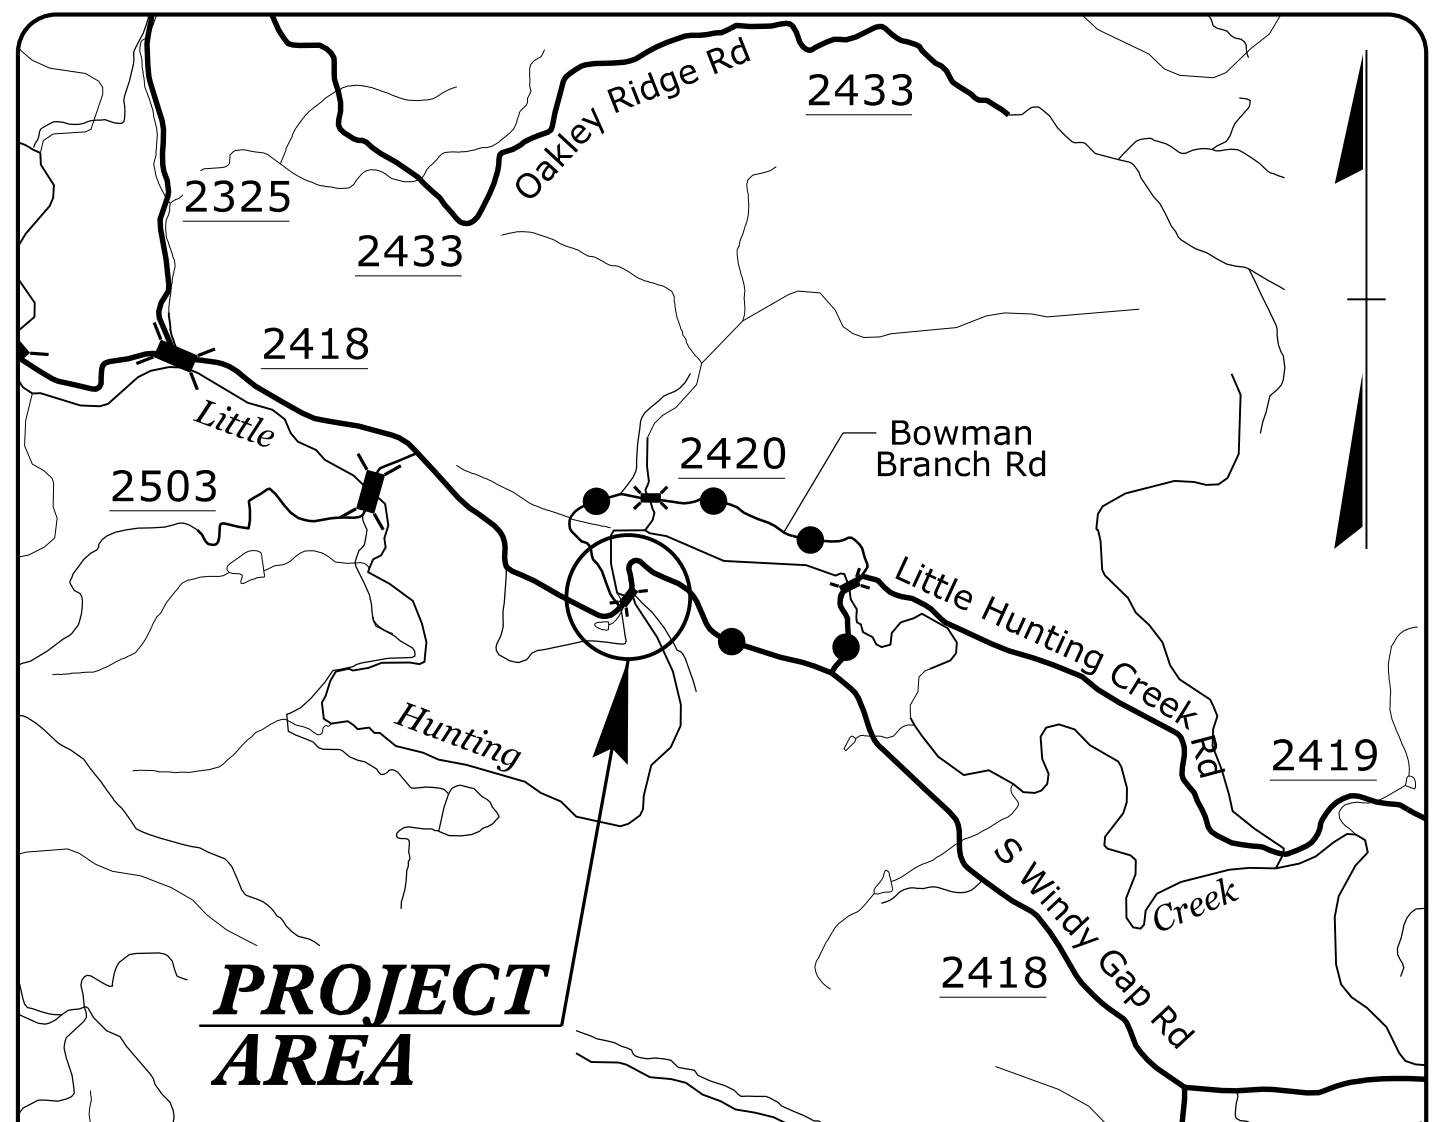 Oakley Ridge Rd
2433
2325
2433
2418
Little
Bowman
Branch Rd
2420
2503
Little Hunting Creek Rd
Hunting
2419
S Windy Gap Rd
Creek
2418
PROJECT
AREA